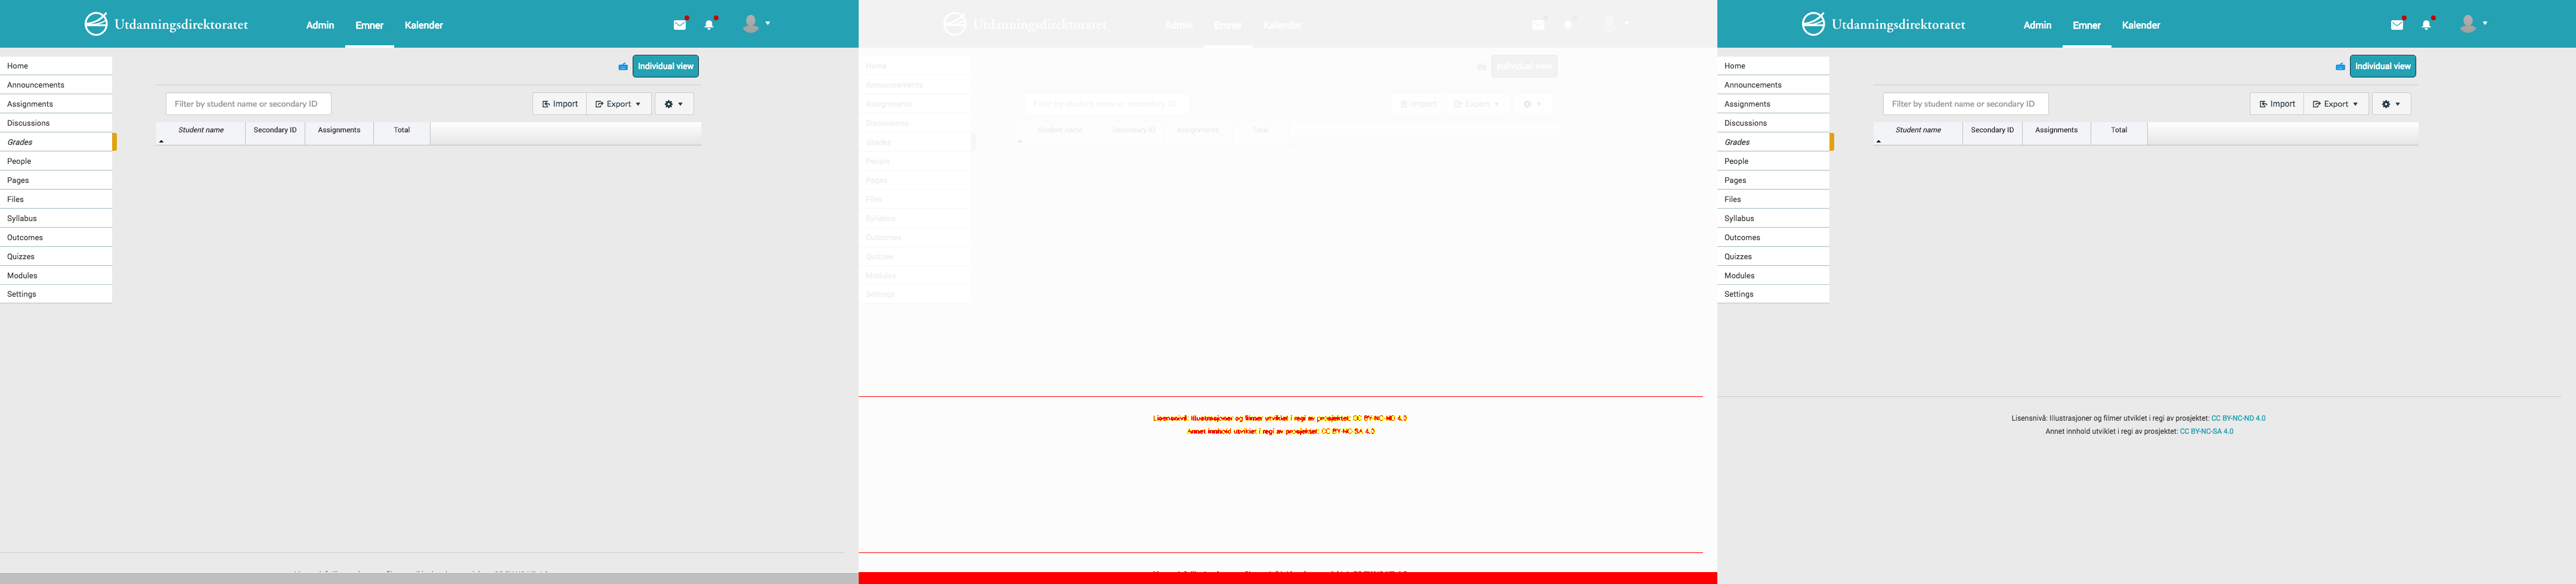 Utdanningsdirektoratet Admin Emner Kalender
Individual view
Home
Announcements
Assignments
Discussions
Grades
People
Pages
Files
Syllabus
Outcomes
Quizzes
Modules
Settings
Filter by student name or secondary ID Import Export
Student name Secondary ID Assignments Total
Utdanningsdirektoratet Admin Emner Kalender
Individual view
Home
Announcements
Assignments
Discussions
Grades
People
Pages
Files
Syllabus
Outcomes
Quizzes
Modules
Settings
Filter by student name or secondary ID Import Export
Student name Secondary ID Assignments Total
Lisensnivå: Illustrasjoner og filmer utviklet i regi av prosjektet: CC BY-NC-ND 4.0
Annet innhold utviklet i regi av prosjektet: CC BY-NC-SA 4.0
Utdanningsdirektoratet Admin Emner Kalender
Individual view
Home
Announcements
Assignments
Discussions
Grades
People
Pages
Files
Syllabus
Outcomes
Quizzes
Modules
Settings
Filter by student name or secondary ID Import Export
Student name Secondary ID Assignments Total
Lisensnivå: Illustrasjoner og filmer utviklet i regi av prosjektet: CC BY-NC-ND 4.0
Annet innhold utviklet i regi av prosjektet: CC BY-NC-SA 4.0